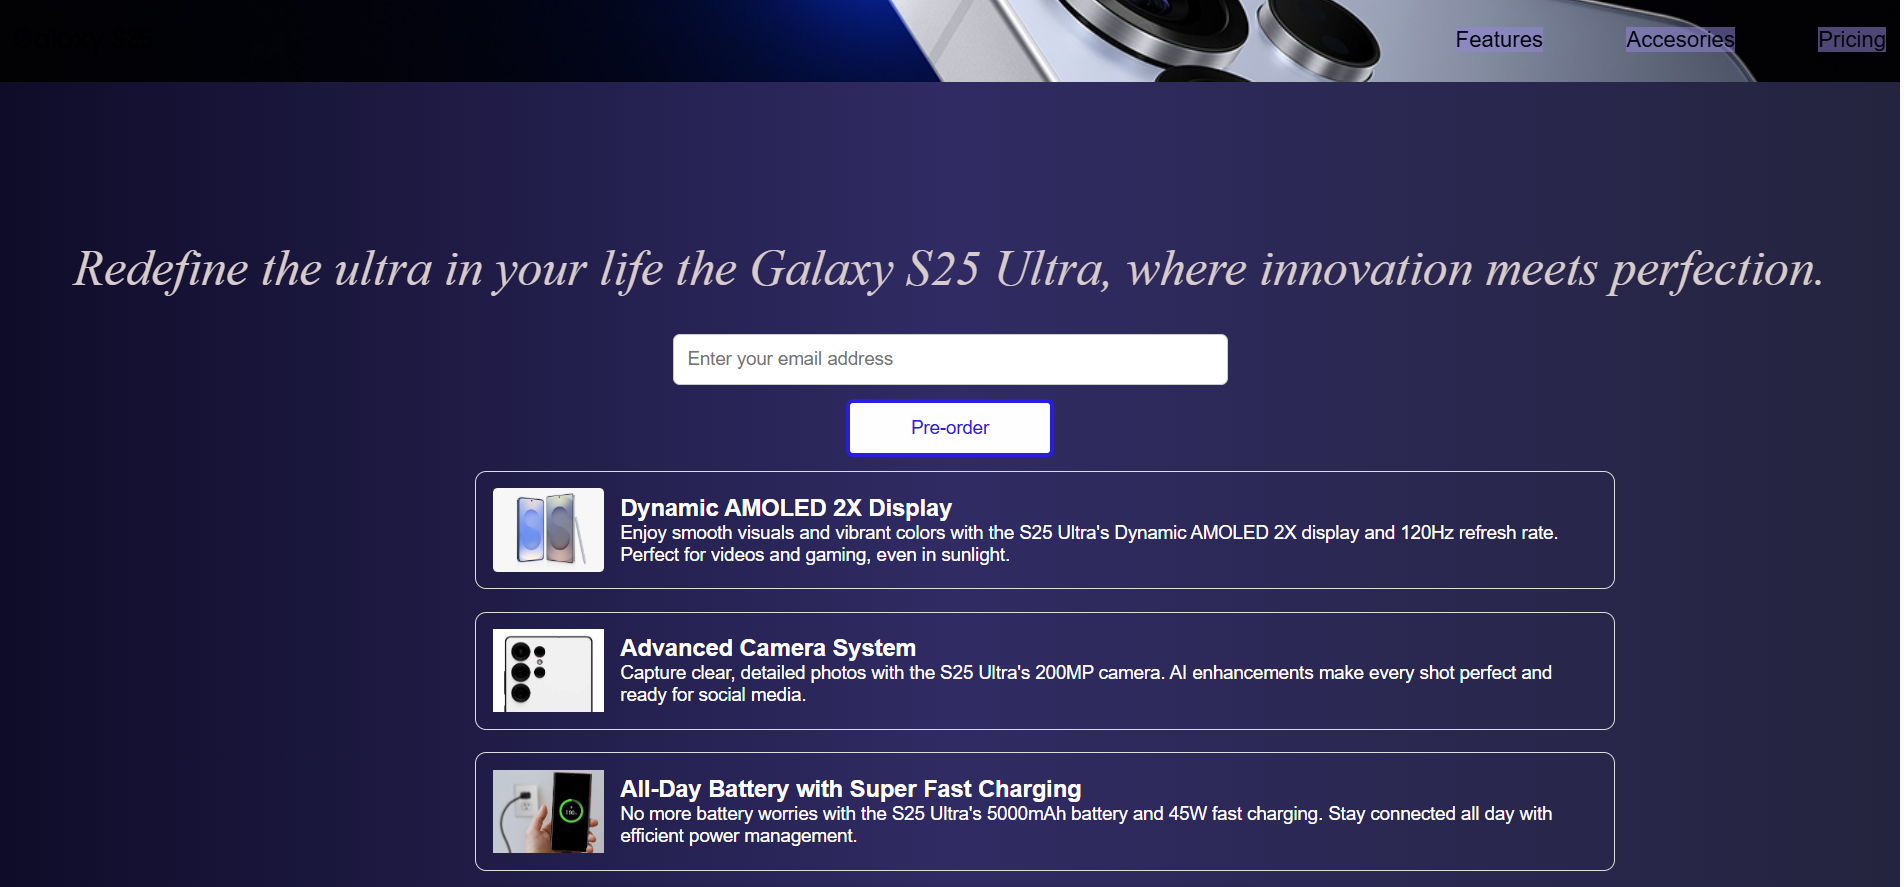 Galaxy S25
Features
Accesories
Pricing
Redefine the ultra in your life the Galaxy S25 Ultra, where innovation meets perfection.
Enter your email address
Pre-order
Dynamic AMOLED 2X Display
Enjoy smooth visuals and vibrant colors with the S25 Ultra's Dynamic AMOLED 2X display and 120Hz refresh rate.
Perfect for videos and gaming, even in sunlight.
Advanced Camera System
Capture clear, detailed photos with the S25 Ultra's 200MP camera. AI enhancements make every shot perfect and
ready for social media.
All-Day Battery with Super Fast Charging
No more battery worries with the S25 Ultra's 5000mAh battery and 45W fast charging. Stay connected all day with
efficient power management.